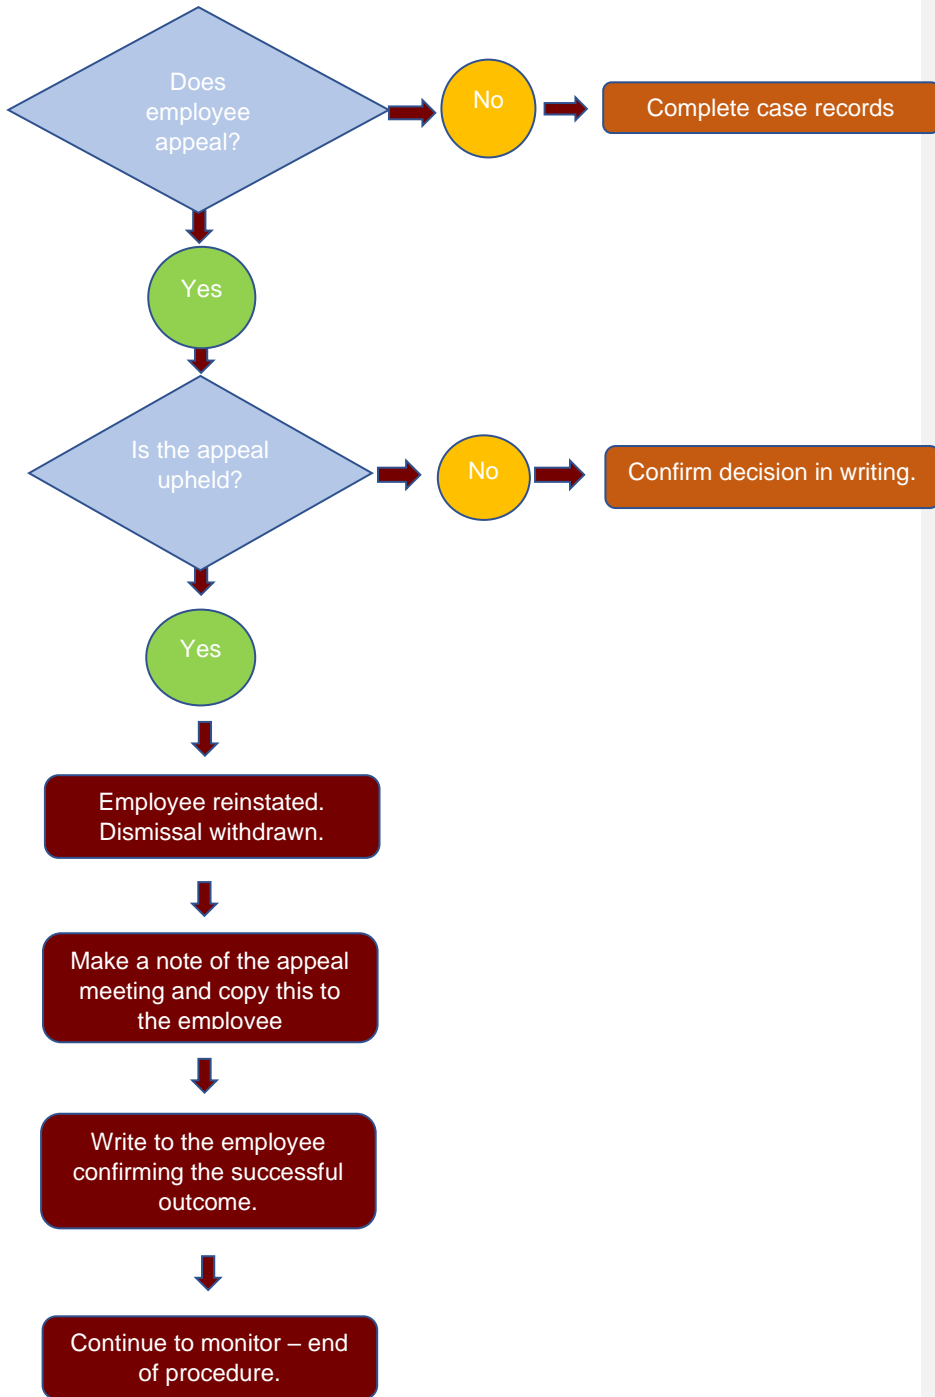 Does
employee
appeal?
No
Complete case records
Yes
Is the appeal
upheld?
No
Confirm decision in writing.
Yes
Employee reinstated.
Dismissal withdrawn.
Make a note of the appeal
meeting and copy this to
the employee
Write to the employee
confirming the successful
outcome.
Continue to monitor – end
of procedure.